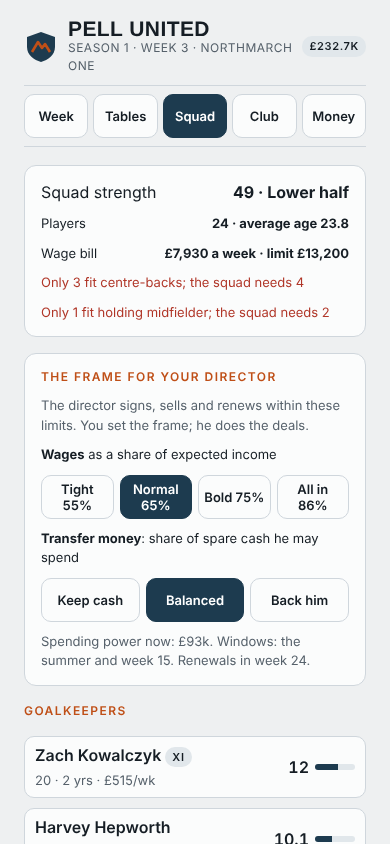 PELL UNITED
SEASON 1 · WEEK 3 · NORTHMARCH
ONE
£232.7K
Week
Tables
Squad
Club
Money
Squad strength
49 · Lower half
Players
24 · average age 23.8
Wage bill
£7,930 a week · limit £13,200
Only 3 fit centre-backs; the squad needs 4
Only 1 fit holding midfielder; the squad needs 2
THE FRAME FOR YOUR DIRECTOR
The director signs, sells and renews within these
limits. You set the frame; he does the deals.
Wages as a share of expected income
Tight
55%
Normal
65%
Bold 75%
All in
86%
Transfer money: share of spare cash he may
spend
Keep cash
Balanced
Back him
Spending power now: £93k. Windows: the
summer and week 15. Renewals in week 24.
GOALKEEPERS
Zach Kowalczyk XI
20 · 2 yrs · £515/wk
12
Harvey Hepworth
10.1